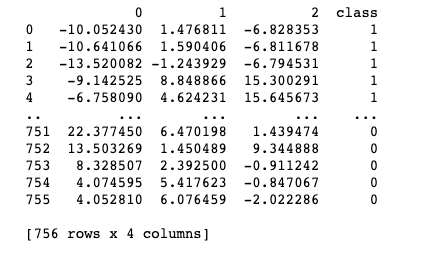 0 1 2 class
0 -10.052430 1.476811 -6.828353 1
1 -10.641066 1.590406 -6.811678 1
2 -13.520082 -1.243929 -6.794531 1
3 -9.142525 8.848866 15.300291 1
4 -6.758090 4.624231 15.645673 1
.. ... ... ... ...
751 22.377450 6.470198 1.439474 0
752 13.503269 1.450489 9.344888 0
753 8.328507 2.392500 -0.911242 0
754 4.074595 5.417623 -0.847067 0
755 4.052810 6.076459 -2.022286 0
[756 rows x 4 columns]